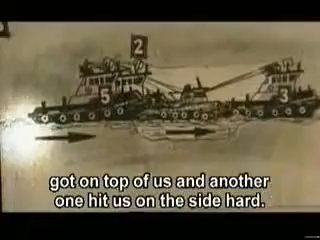 2
5
3
got on top of us and another
one hit us on the side hard.